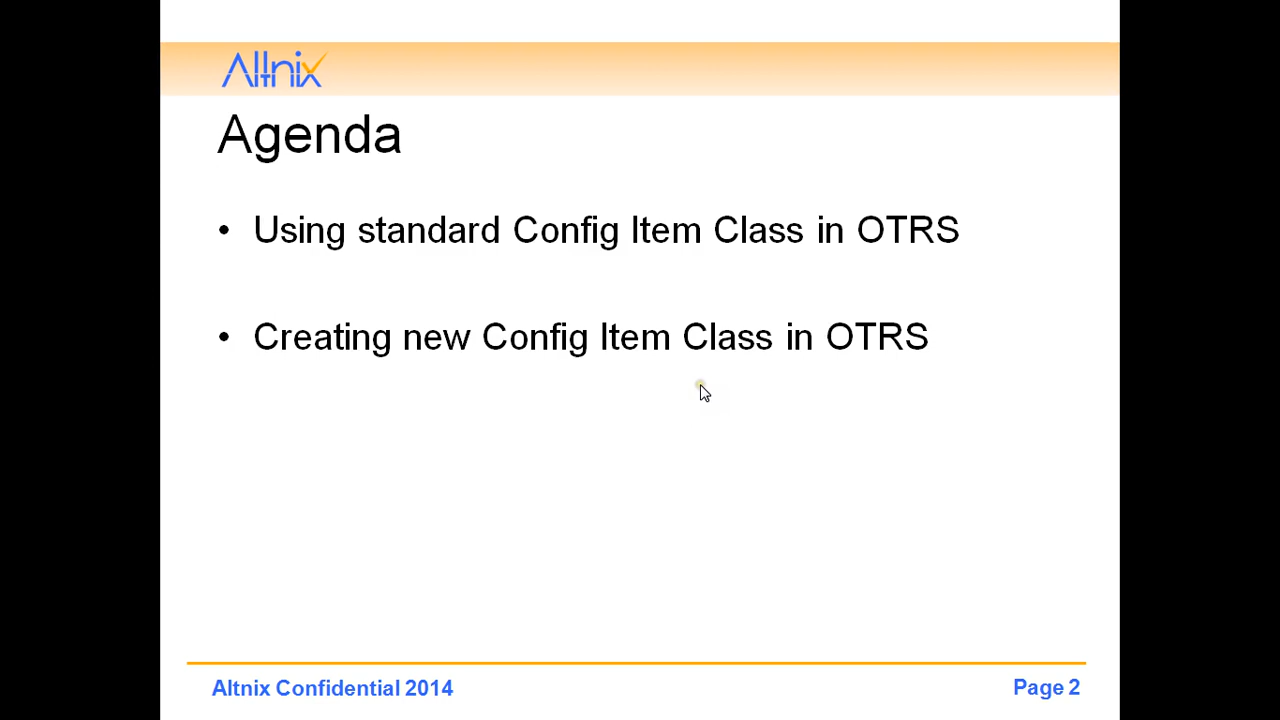 Altnix
Agenda
• Using standard Config Item Class in OTRS
• Creating new Config Item Class in OTRS
Altnix Confidential 2014
Page 2